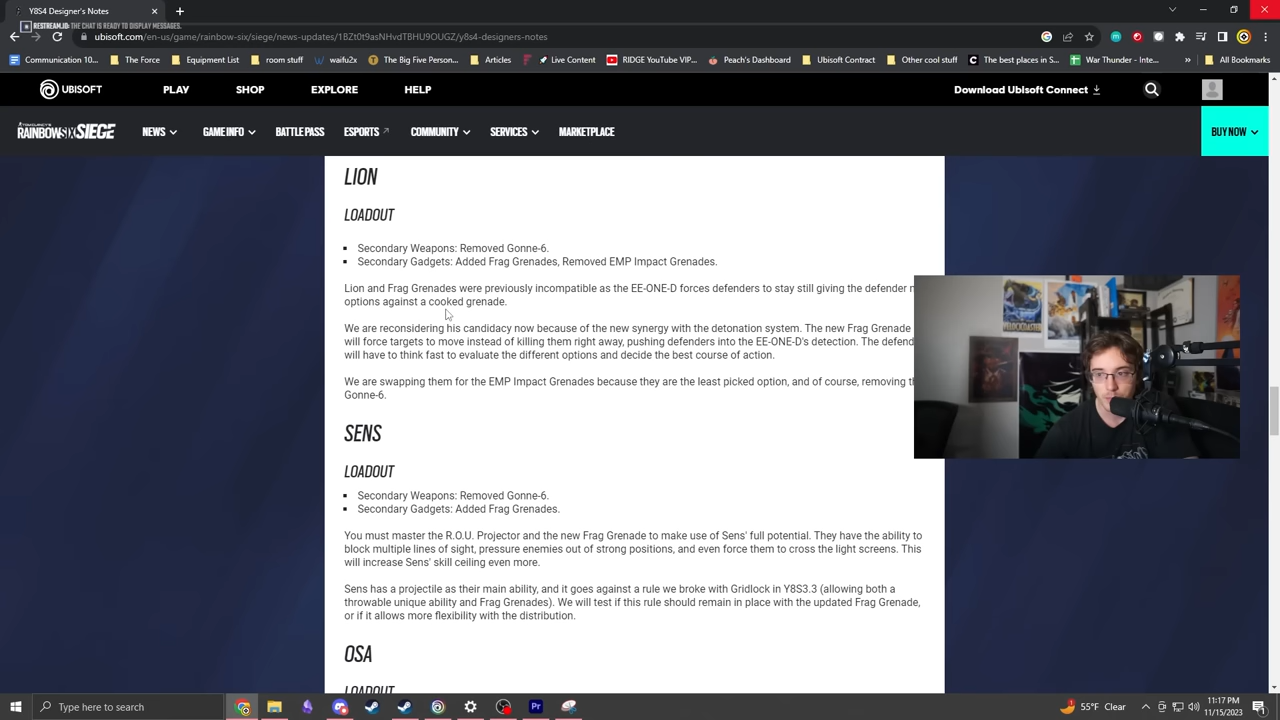 Y8S4 Designer's Notes
RESTREAM.IO: THE CHAT IS READY TO DISPLAY MESSAGES.
ubisoft.com/en-us/game/rainbow-six/siege/news-updates/1BZt0t9asNHvdTBHU9OUGZ/y8s4-designers-notes
Communication 10... The Force Equipment List room stuff waifu2x The Big Five Person... Articles Live Content RIDGE YouTube VIP... Peach's Dashboard Ubisoft Contract Other cool stuff The best places in S... War Thunder - Inte... All Bookmarks
UBISOFT PLAY SHOP EXPLORE HELP Download Ubisoft Connect
RAINBOWSIX SIEGE NEWS GAME INFO BATTLE PASS ESPORTS COMMUNITY SERVICES MARKETPLACE BUY NOW
LION
LOADOUT
▪ Secondary Weapons: Removed Gonne-6.
▪ Secondary Gadgets: Added Frag Grenades, Removed EMP Impact Grenades.
Lion and Frag Grenades were previously incompatible as the EE-ONE-D forces defenders to stay still giving the defender
options against a cooked grenade.
We are reconsidering his candidacy now because of the new synergy with the detonation system. The new Frag Grenade
will force targets to move instead of killing them right away, pushing defenders into the EE-ONE-D's detection. The
will have to think fast to evaluate the different options and decide the best course of action.
We are swapping them for the EMP Impact Grenades because they are the least picked option, and of course, removing
Gonne-6.
SENS
LOADOUT
▪ Secondary Weapons: Removed Gonne-6.
▪ Secondary Gadgets: Added Frag Grenades.
You must master the R.O.U. Projector and the new Frag Grenade to make use of Sens' full potential. They have the ability to
block multiple lines of sight, pressure enemies out of strong positions, and even force them to cross the light screens. This
will increase Sens' skill ceiling even more.
Sens has a projectile as their main ability, and it goes against a rule we broke with Gridlock in Y8S3.3 (allowing both a
throwable unique ability and Frag Grenades). We will test if this rule should remain in place with the updated Frag Grenade,
or if it allows more flexibility with the distribution.
OSA
LOADOUT
Type here to search
55°F Clear
11:17 PM
11/15/2023